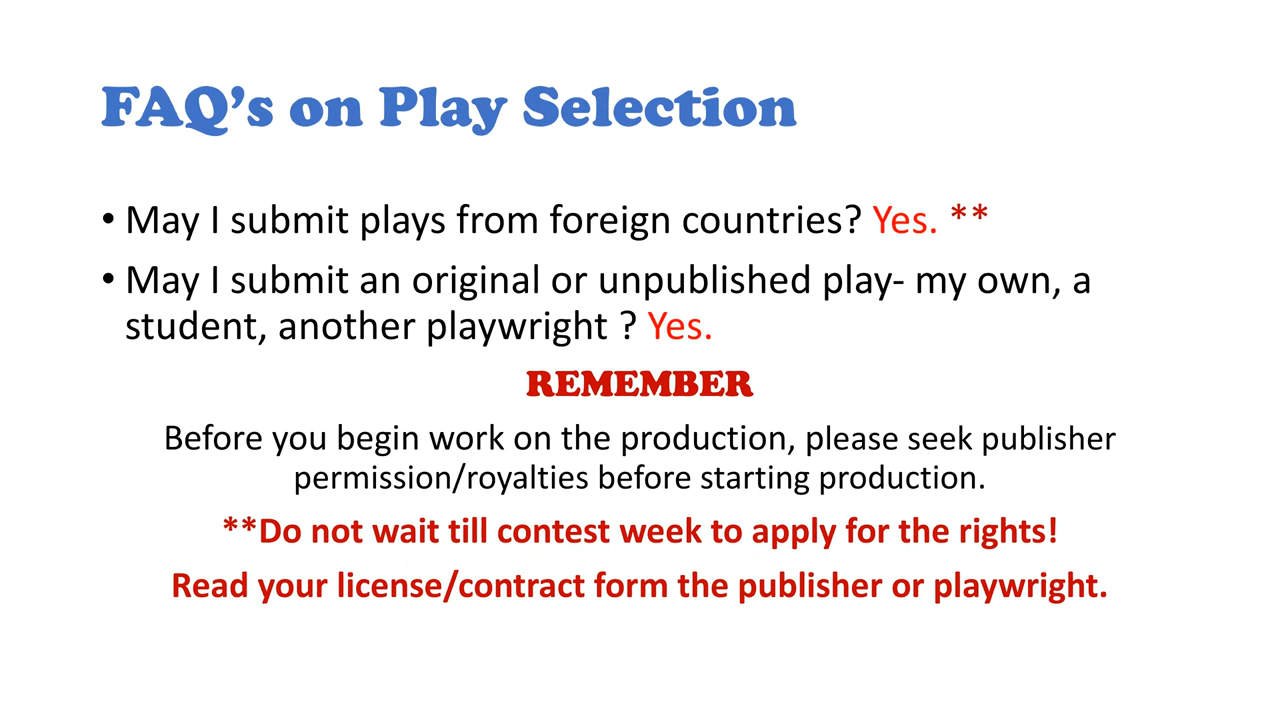 FAQ’s on Play Selection
• May I submit plays from foreign countries? Yes. **
• May I submit an original or unpublished play- my own, a
student, another playwright ? Yes.
REMEMBER
Before you begin work on the production, please seek publisher
permission/royalties before starting production.
**Do not wait till contest week to apply for the rights!
Read your license/contract form the publisher or playwright.